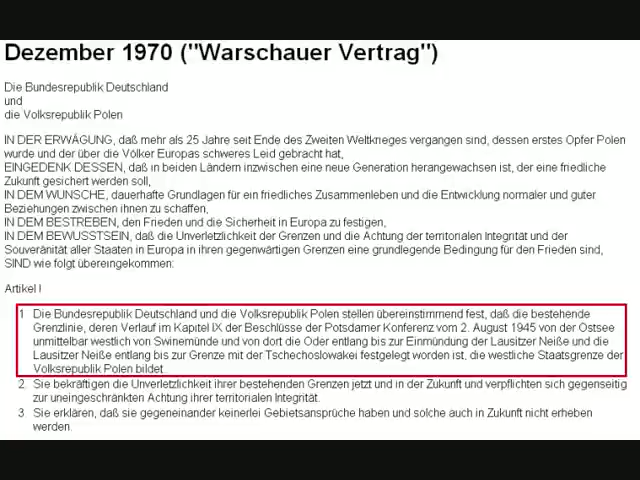 Dezember 1970 ("Warschauer Vertrag")
Die Bundesrepublik Deutschland
und
die Volksrepublik Polen
IN DER ERWÄGUNG, daß mehr als 25 Jahre seit Ende des Zweiten Weltkrieges vergangen sind, dessen erstes Opfer Polen
wurde und der über die Völker Europas schweres Leid gebracht hat,
EINGEDENK DESSEN, daß in beiden Ländern inzwischen eine neue Generation herangewachsen ist, der eine friedliche
Zukunft gesichert werden soll,
IN DEM WUNSCHE, dauerhafte Grundlagen für ein friedliches Zusammenleben und die Entwicklung normaler und guter
Beziehungen zwischen ihnen zu schaffen,
IN DEM BESTREBEN, den Frieden und die Sicherheit in Europa zu festigen,
IN DEM BEWUSSTSEIN, daß die Unverletzlichkeit der Grenzen und die Achtung der territorialen Integrität und der
Souveränität aller Staaten in Europa in ihren gegenwärtigen Grenzen eine grundlegende Bedingung für den Frieden sind,
SIND wie folgt übereingekommen:
Artikel I
1 Die Bundesrepublik Deutschland und die Volksrepublik Polen stellen übereinstimmend fest, daß die bestehende
Grenzlinie, deren Verlauf im Kapitel IX der Beschlüsse der Potsdamer Konferenz vom 2. August 1945 von der Ostsee
unmittelbar westlich von Swinemünde und von dort die Oder entlang bis zur Einmündung der Lausitzer Neiße und die
Lausitzer Neiße entlang bis zur Grenze mit der Tschechoslowakei festgelegt worden ist, die westliche Staatsgrenze der
Volksrepublik Polen bildet.
2 Sie bekräftigen die Unverletzlichkeit ihrer bestehenden Grenzen jetzt und in der Zukunft und verpflichten sich gegenseitig
zur uneingeschränkten Achtung ihrer territorialen Integrität.
3 Sie erklären, daß sie gegeneinander keinerlei Gebietsansprüche haben und solche auch in Zukunft nicht erheben
werden.